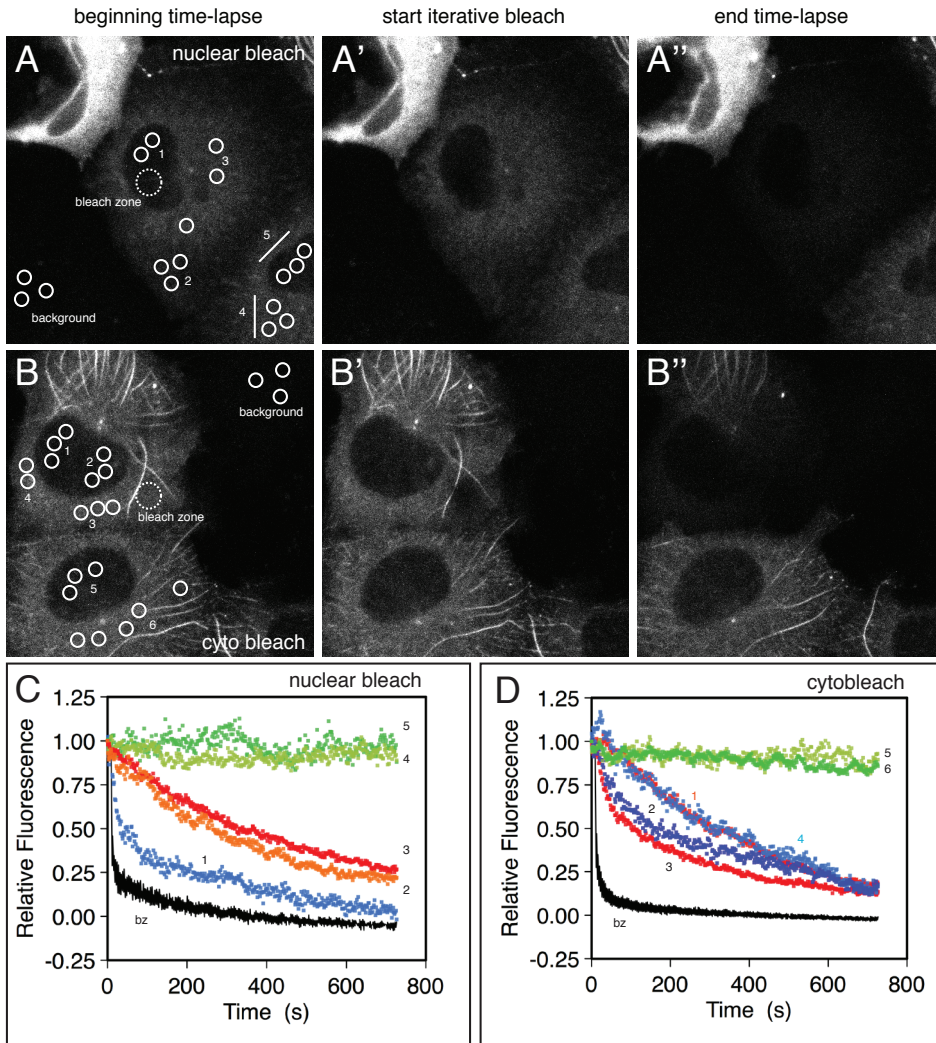 beginning time-lapse
start iterative bleach
end time-lapse
A
nuclear bleach
A'
A''
1
3
bleach zone
5
2
4
background
B
B'
B''
background
1
2
4
3
bleach zone
5
6
cyto bleach
C
nuclear bleach
1.25
1.00
0.75
0.50
0.25
0.00
-0.25
Relative Fluorescence
5
4
3
1
2
bz
0
200
400
600
800
Time (s)
D
cytobleach
1.25
1.00
0.75
0.50
0.25
0.00
-0.25
Relative Fluorescence
5
6
1
2
4
3
bz
0
200
400
600
800
Time (s)